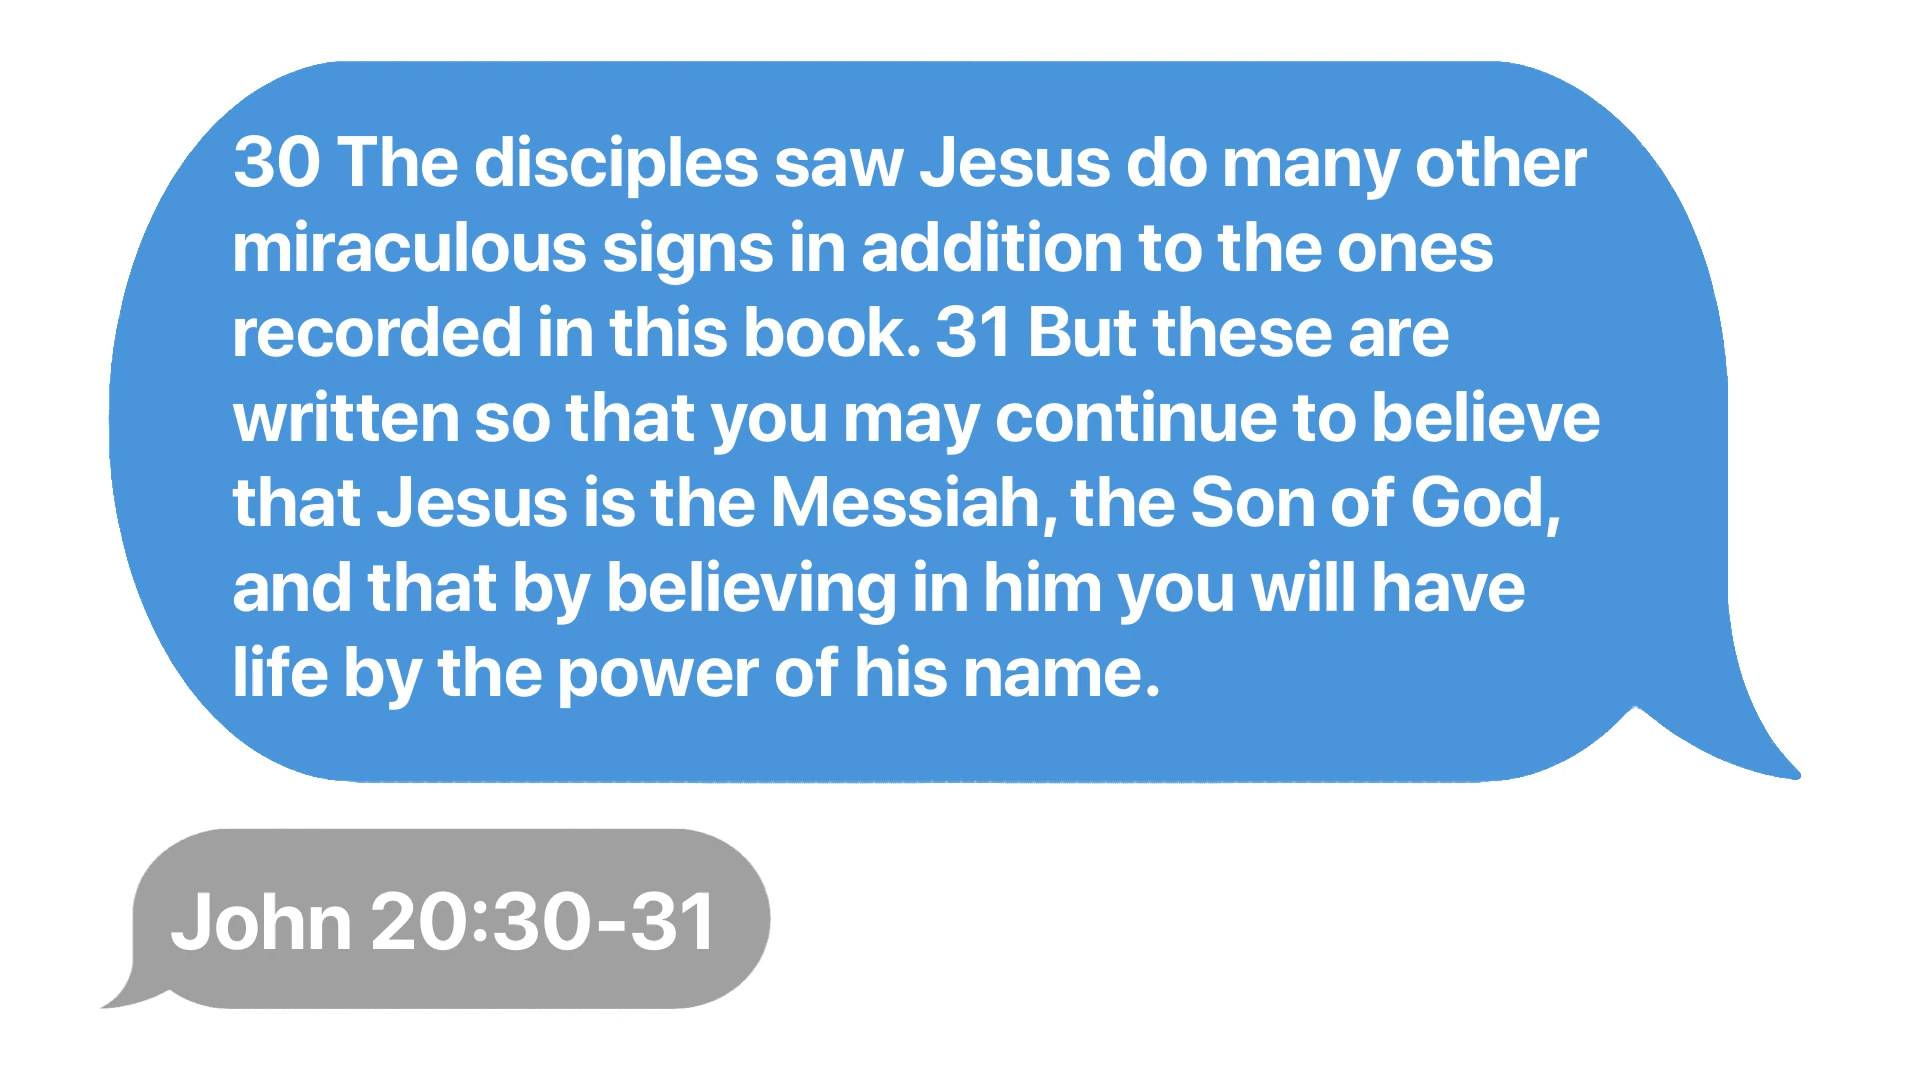 30 The disciples saw Jesus do many other
miraculous signs in addition to the ones
recorded in this book. 31 But these are
written so that you may continue to believe
that Jesus is the Messiah, the Son of God,
and that by believing in him you will have
life by the power of his name.
John 20:30-31